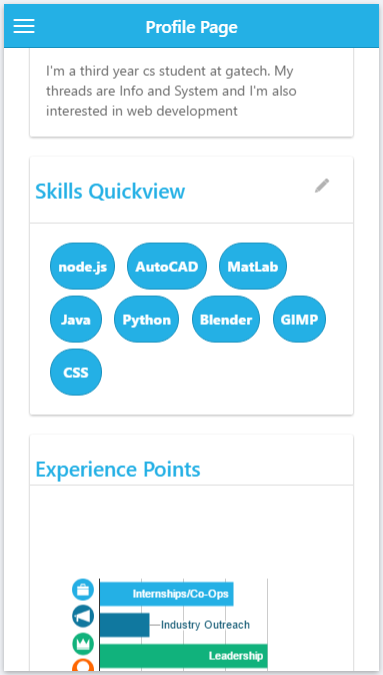 Profile Page
I'm a third year cs student at gatech. My
threads are Info and System and I'm also
interested in web development
Skills Quickview
node.js AutoCAD MatLab
Java Python Blender GIMP
CSS
Experience Points
Internships/Co-Ops
Industry Outreach
Leadership